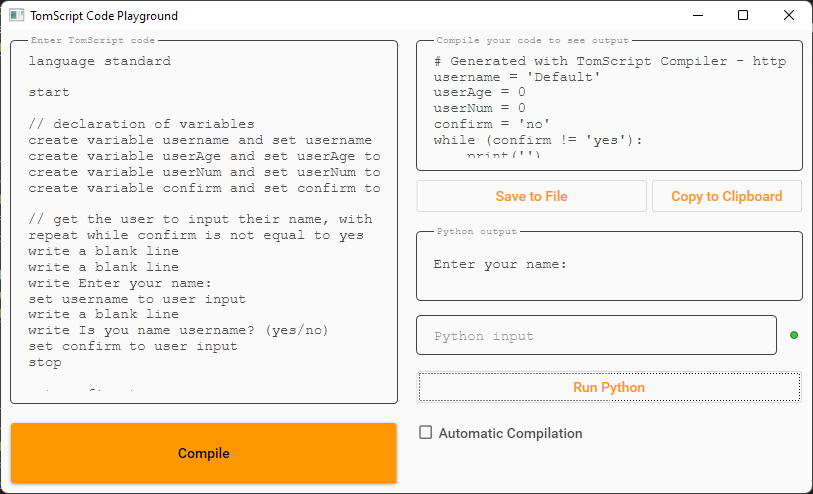 TomScript Code Playground
Enter TomScript code
language standard
start
// declaration of variables
create variable username and set username
create variable userAge and set userAge to
create variable userNum and set userNum to
create variable confirm and set confirm to
// get the user to input their name, with
repeat while confirm is not equal to yes
write a blank line
write a blank line
write Enter your name:
set username to user input
write a blank line
write Is you name username? (yes/no)
set confirm to user input
stop
Compile
Compile your code to see output
# Generated with TomScript Compiler - http
username = 'Default'
userAge = 0
userNum = 0
confirm = 'no'
while (confirm != 'yes'):
print('')
Save to File
Copy to Clipboard
Python output
Enter your name:
Python input
Run Python
Automatic Compilation